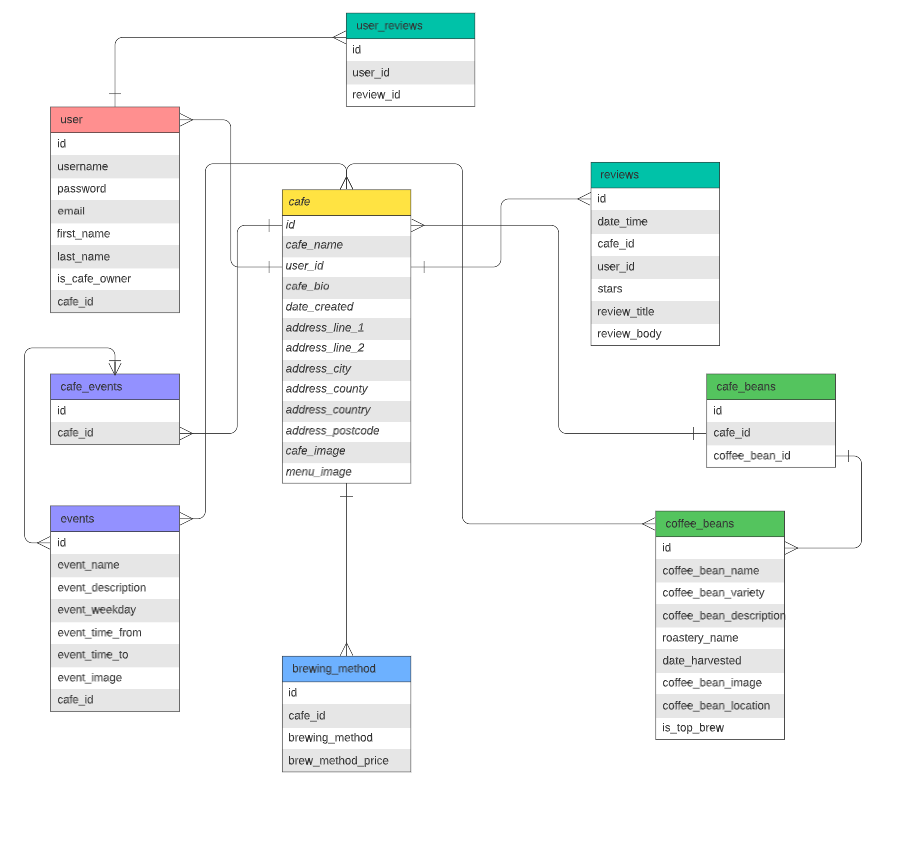 user_reviews
id
user_id
review_id
user
id
username
password
email
first_name
last_name
is_cafe_owner
cafe_id
cafe
id
cafe_name
user_id
cafe_bio
date_created
address_line_1
address_line_2
address_city
address_county
address_country
address_postcode
cafe_image
menu_image
reviews
id
date_time
cafe_id
user_id
stars
review_title
review_body
cafe_events
id
cafe_id
cafe_beans
id
cafe_id
coffee_bean_id
events
id
event_name
event_description
event_weekday
event_time_from
event_time_to
event_image
cafe_id
coffee_beans
id
coffee_bean_name
coffee_bean_variety
coffee_bean_description
roastery_name
date_harvested
coffee_bean_image
coffee_bean_location
is_top_brew
brewing_method
id
cafe_id
brewing_method
brew_method_price